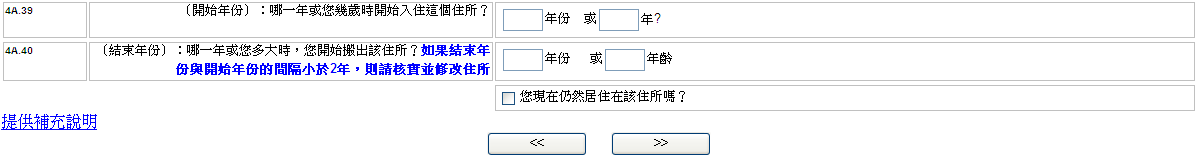 4A.39 〔開始年份〕：哪一年或您幾歲時開始入住這個住所？ 年份 或 年?
4A.40 〔結束年份〕：哪一年或您多大時，您開始搬出該住所？如果結束年 年份 或 年齡
份與開始年份的間隔小於2年，則請核實並修改住所
您現在仍然居住在該住所嗎？
提供補充說明
<< >>